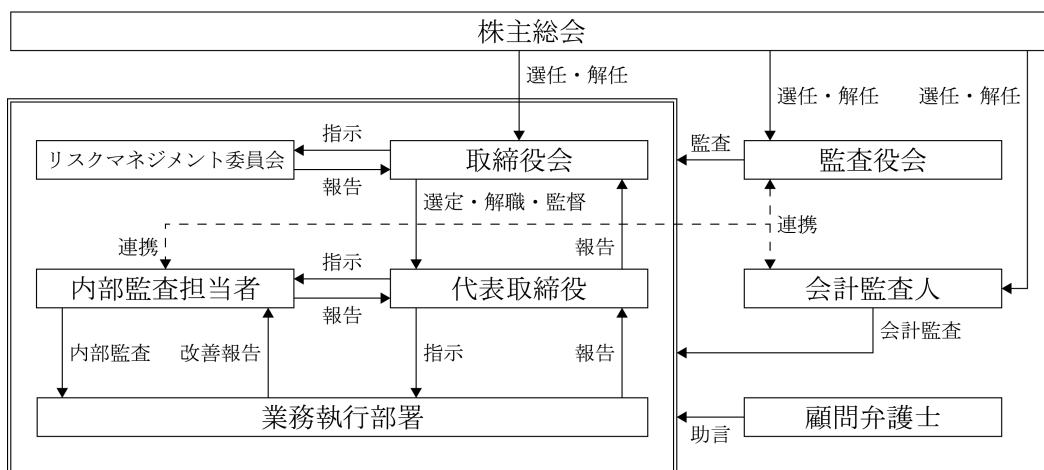 株主総会
選任・解任
選任・解任
選任・解任
指示
リスクマネジメント委員会
取締役会
監査
監査役会
報告
選定・解職・監督
連携
連携
報告
指示
内部監査担当者
代表取締役
会計監査人
報告
会計監査
内部監査
改善報告
指示
報告
業務執行部署
顧問弁護士
助言